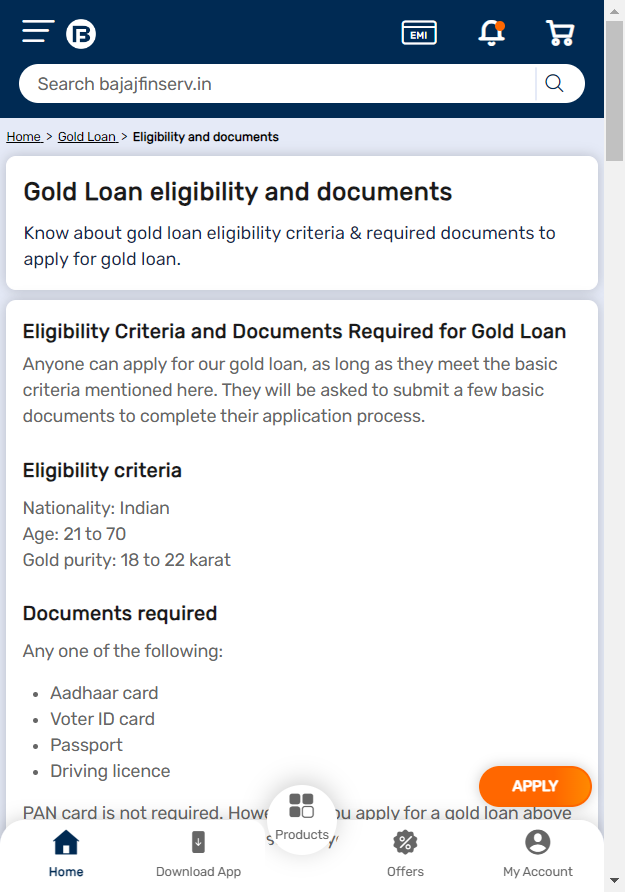 EMI
Search bajajfinserv.in
Home > Gold Loan > Eligibility and documents
Gold Loan eligibility and documents
Know about gold loan eligibility criteria & required documents to
apply for gold loan.
Eligibility Criteria and Documents Required for Gold Loan
Anyone can apply for our gold loan, as long as they meet the basic
criteria mentioned here. They will be asked to submit a few basic
documents to complete their application process.
Eligibility criteria
Nationality: Indian
Age: 21 to 70
Gold purity: 18 to 22 karat
Documents required
Any one of the following:
• Aadhaar card
• Voter ID card
• Passport
• Driving licence
APPLY
PAN card is not required. apply for a gold loan above
Products
Home
Download App
Offers
My Account